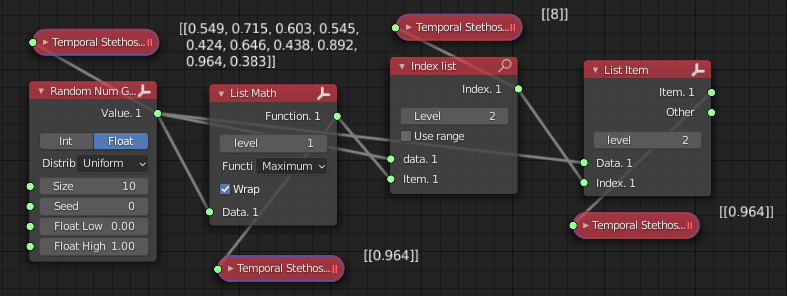 Temporal Stethos...
[[0.549, 0.715, 0.603, 0.545,
0.424, 0.646, 0.438, 0.892,
0.964, 0.383]]
Temporal Stethos...
[[8]]
Random Num G...
Value. 1
Int Float
Distrib Uniform
Size 10
Seed 0
Float Low 0.00
Float High 1.00
List Math
Function. 1
level 1
Functi Maximum
Wrap
Data. 1
Index list
Index. 1
Level 2
Use range
data. 1
Item. 1
List Item
Item. 1
Other
level 2
Data. 1
Index. 1
Temporal Stethos...
[[0.964]]
Temporal Stethos...
[[0.964]]